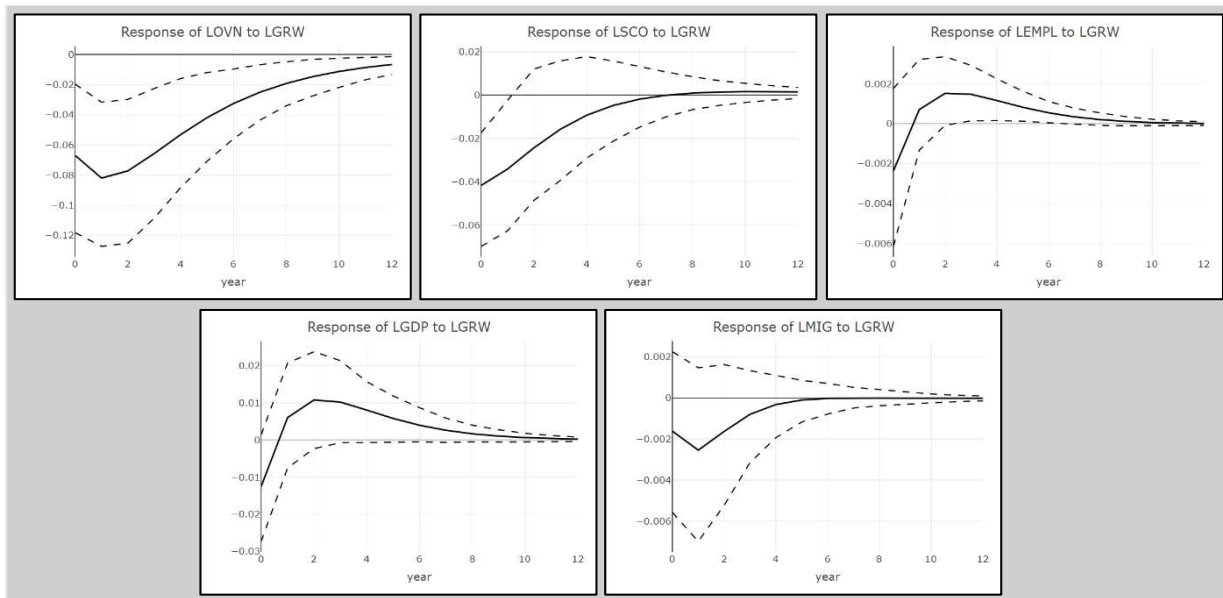 Response of LOVN to LGRW
0
−0.02
−0.04
−0.06
−0.08
−0.1
−0.12
0 2 4 6 8 10 12
year
Response of LSCO to LGRW
0.02
0
−0.02
−0.04
−0.06
0 2 4 6 8 10 12
year
Response of LEMPL to LGRW
0.002
0
−0.002
−0.004
−0.006
0 2 4 6 8 10 12
year
Response of LGDP to LGRW
0.02
0.01
0
−0.01
−0.02
−0.03
0 2 4 6 8 10 12
year
Response of LMIG to LGRW
0.002
0
−0.002
−0.004
−0.006
0 2 4 6 8 10 12
year